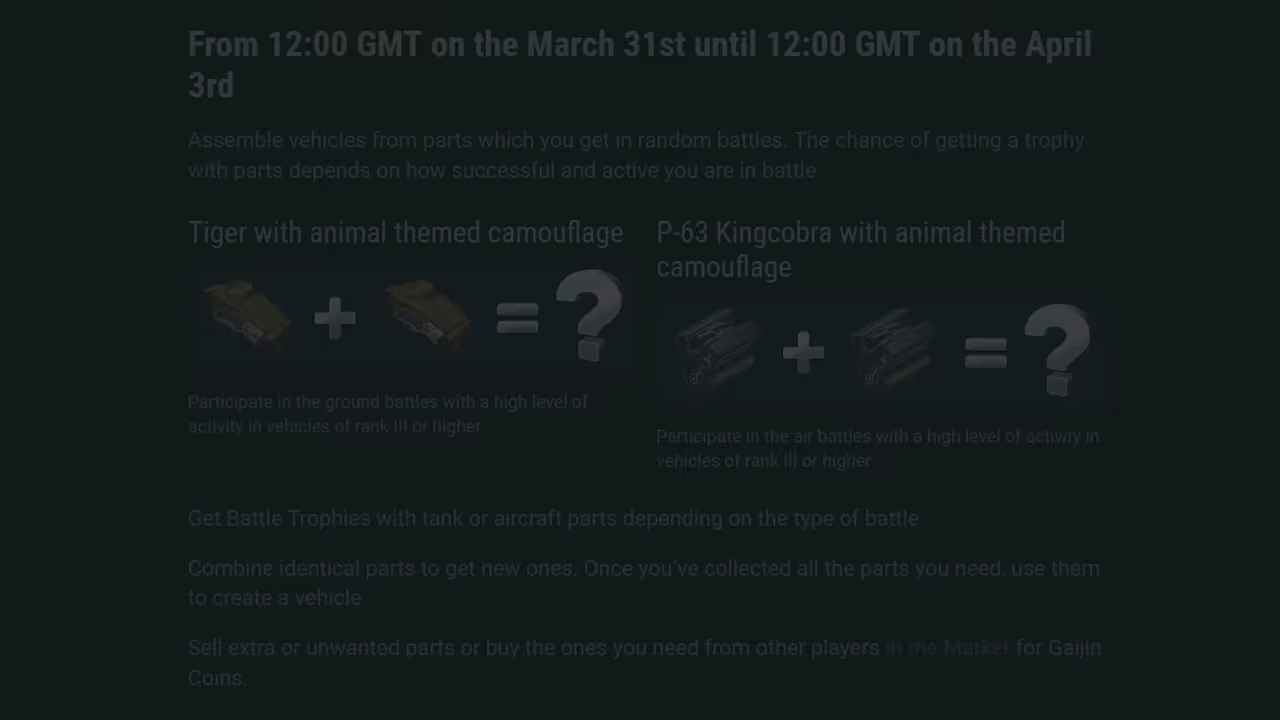 From 12:00 GMT on the March 31st until 12:00 GMT on the April
3rd
Assemble vehicles from parts which you get in random battles. The chance of getting a trophy
with parts depends on how successful and active you are in battle
Tiger with animal themed camouflage
P-63 Kingcobra with animal themed
camouflage
Participate in the ground battles with a high level of
activity in vehicles of rank III or higher
Participate in the air battles with a high level of activity in
vehicles of rank III or higher
Get Battle Trophies with tank or aircraft parts depending on the type of battle
Combine identical parts to get new ones. Once you've collected all the parts you need, use them
to create a vehicle
Sell extra or unwanted parts or buy the ones you need from other players in the Market for Gaijin
Coins.